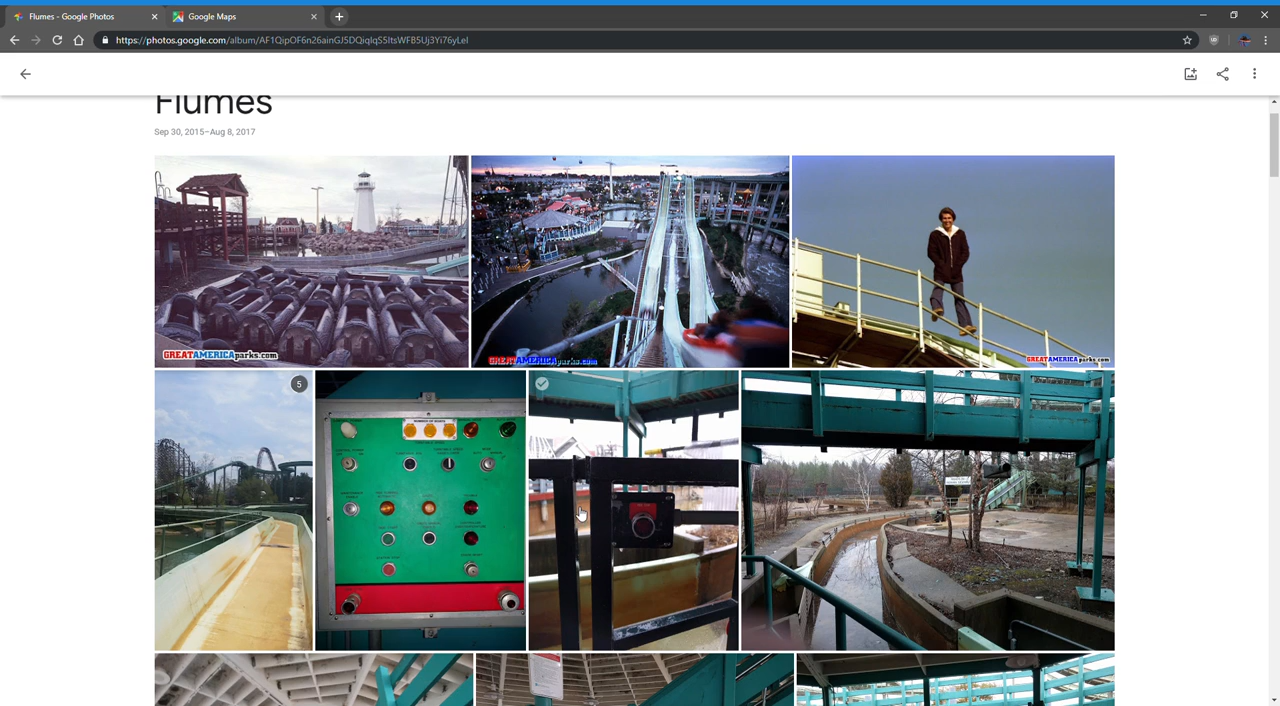 Flumes - Google Photos
Google Maps
https://photos.google.com/album/AF1QipOF6n26ainGJ5DQiqIqS5ltsWFB5Uj3Yi76yLeI
Flumes
Sep 30, 2015–Aug 8, 2017
GREATAMERICAparks.com
GREATAMERICAparks.com
GREATAMERICAparks.com
5